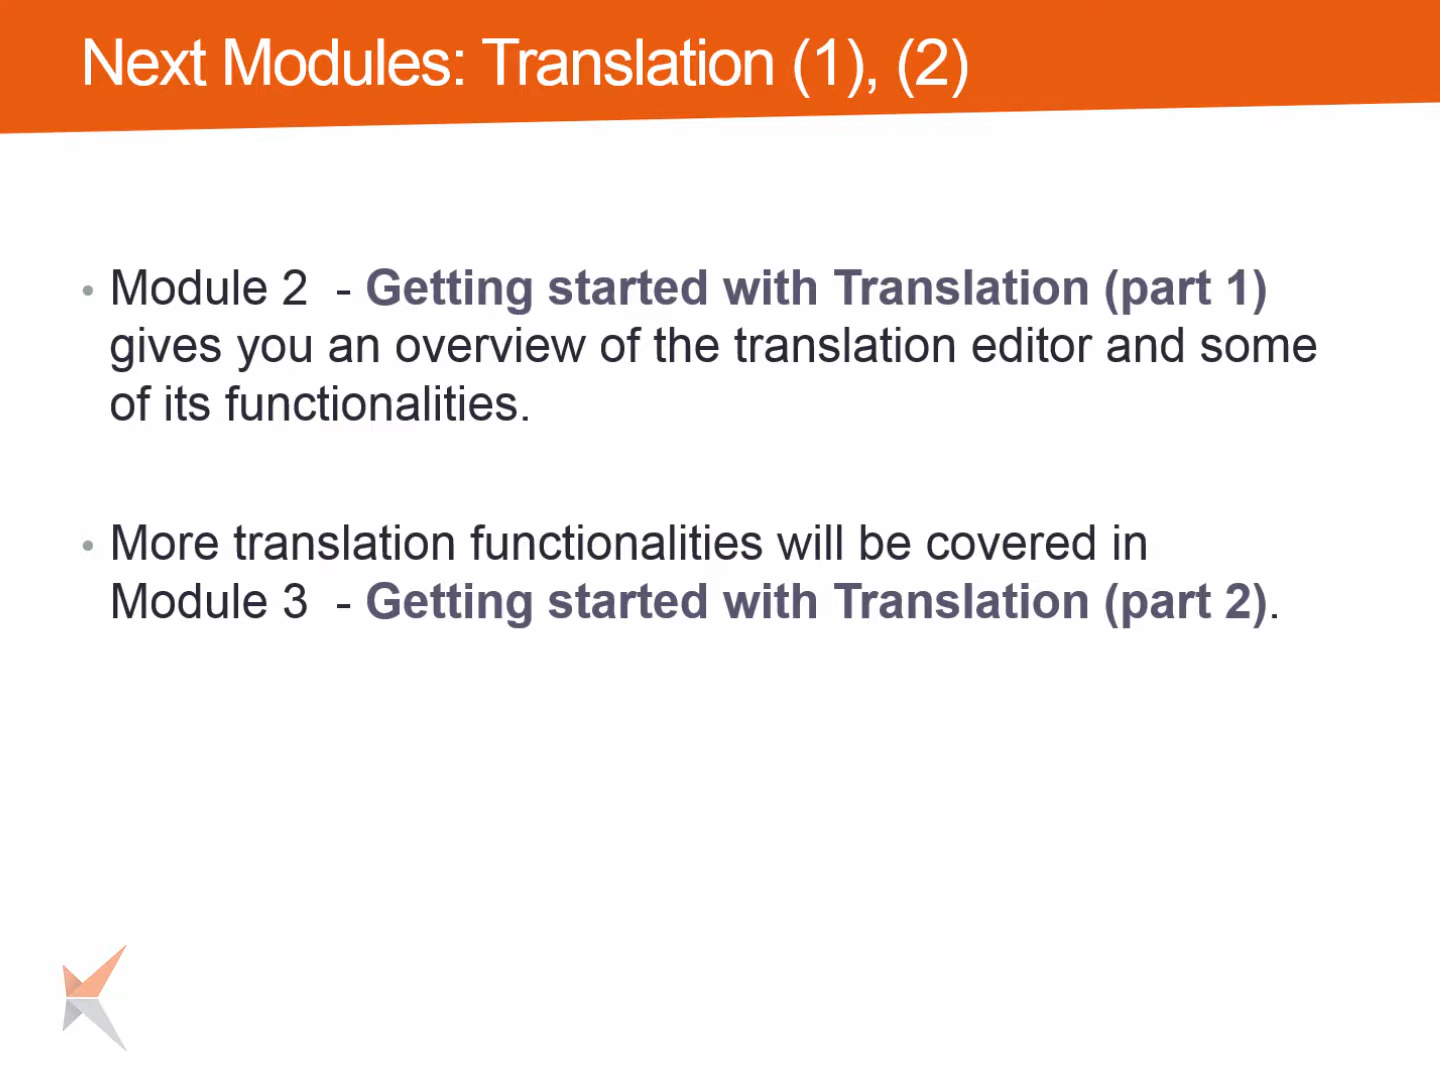 Next Modules: Translation (1), (2)
• Module 2  - Getting started with Translation (part 1)
gives you an overview of the translation editor and some
of its functionalities.
• More translation functionalities will be covered in
Module 3  - Getting started with Translation (part 2).